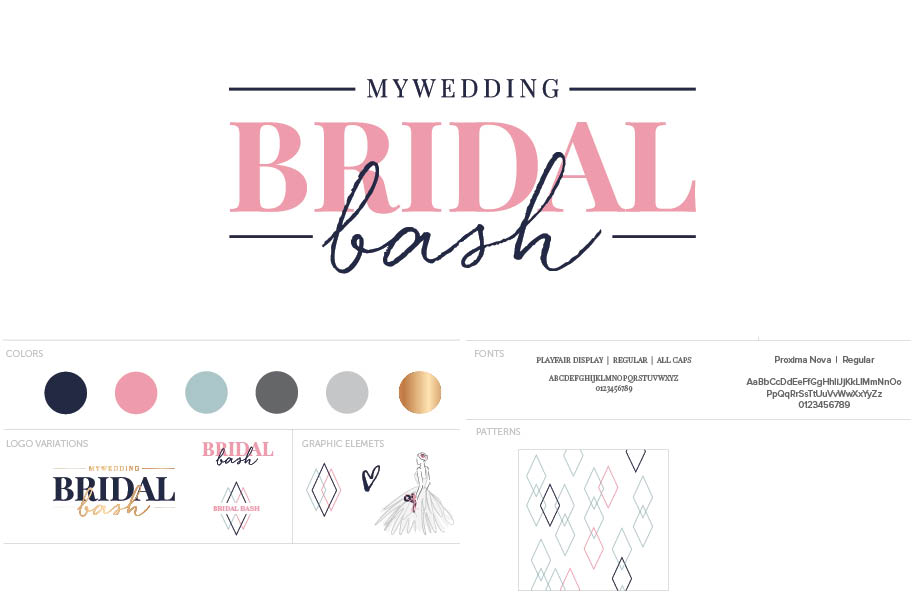 MYWEDDING
BRIDAL
bash
COLORS
FONTS
PLAYFAIR DISPLAY | REGULAR | ALL CAPS
ABCDEFGHIJKLMNOPQRSTUVWXYZ
0123456789
Proxima Nova | Regular
AaBbCcDdEeFfGgHhIiJjKkLlMmNnOo
PpQqRrSsTtUuVvWwXxYyZz
0123456789
LOGO VARIATIONS
MYWEDDING
BRIDAL
bash
BRIDAL
bash
BRIDAL BASH
GRAPHIC ELEMETS
PATTERNS